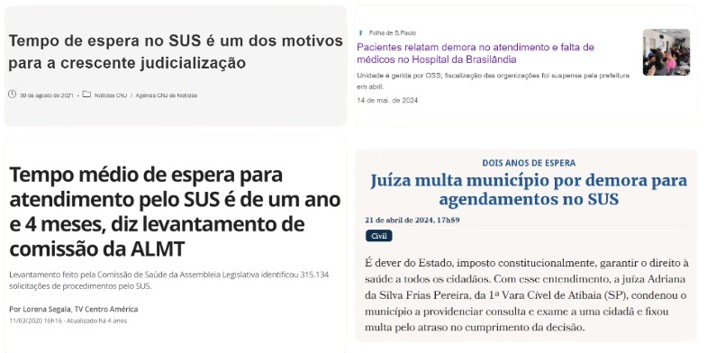 Tempo de espera no SUS é um dos motivos
para a crescente judicialização
30 de agosto de 2021 • Notícias CNJ / Agência CNJ de Notícias
Folha de S.Paulo
Pacientes relatam demora no atendimento e falta de
médicos no Hospital da Brasilândia
Unidade é gerida por OSS; fiscalização das organizações foi suspensa pela prefeitura
em abril.
14 de mai. de 2024
Tempo médio de espera para
atendimento pelo SUS é de um ano
e 4 meses, diz levantamento de
comissão da ALMT
Levantamento feito pela Comissão de Saúde da Assembleia Legislativa identificou 315.134
solicitações de procedimentos pelo SUS.
Por Lorena Segala, TV Centro América
11/03/2020 16h16 · Atualizado há 4 anos
DOIS ANOS DE ESPERA
Juíza multa município por demora para
agendamentos no SUS
21 de abril de 2024, 17h59
Civil
É dever do Estado, imposto constitucionalmente, garantir o direito à
saúde a todos os cidadãos. Com esse entendimento, a juíza Adriana
da Silva Frias Pereira, da 1ª Vara Cível de Atibaia (SP), condenou o
município a providenciar consulta e exame a uma cidadã e fixou
multa pelo atraso no cumprimento da decisão.